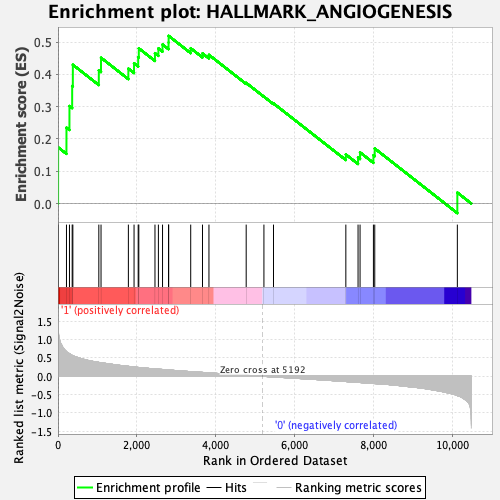 Enrichment plot: HALLMARK_ANGIOGENESIS
Enrichment score (ES)
0.5
0.4
0.3
0.2
0.1
0.0
'1' (positively correlated)
Ranked list metric (Signal2Noise)
1.5
1.0
0.5
0.0
-0.5
-1.0
-1.5
Zero cross at 5192
'0' (negatively correlated)
0 2,000 4,000 6,000 8,000 10,000
Rank in Ordered Dataset
Enrichment profile Hits Ranking metric scores